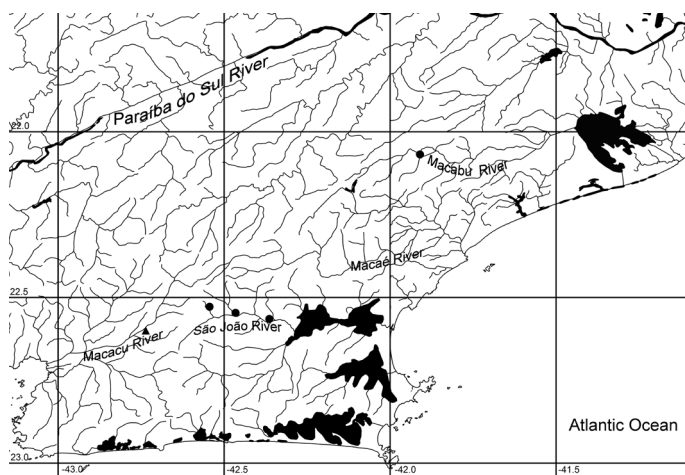 Paraíba do Sul River
22.0
Macabu River
Macaé River
22.5
São João River
Macacu River
Atlantic Ocean
23.0
-43.0
-42.5
-42.0
-41.5